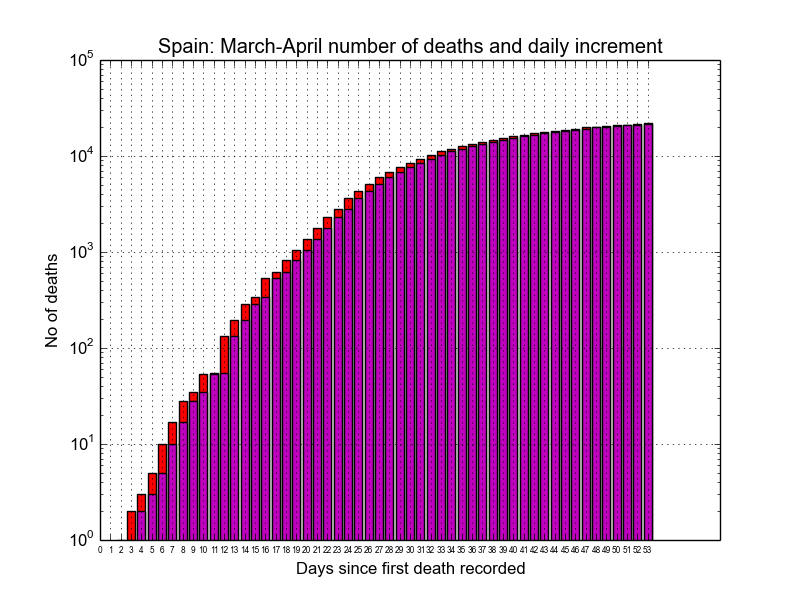 Spain: March-April number of deaths and daily increment
10^5
10^4
10^3
10^2
10^1
10^0
No of deaths
0 1 2 3 4 5 6 7 8 9 10 11 12 13 14 15 16 17 18 19 20 21 22 23 24 25 26 27 28 29 30 31 32 33 34 35 36 37 38 39 40 41 42 43 44 45 46 47 48 49 50 51 52 53
Days since first death recorded